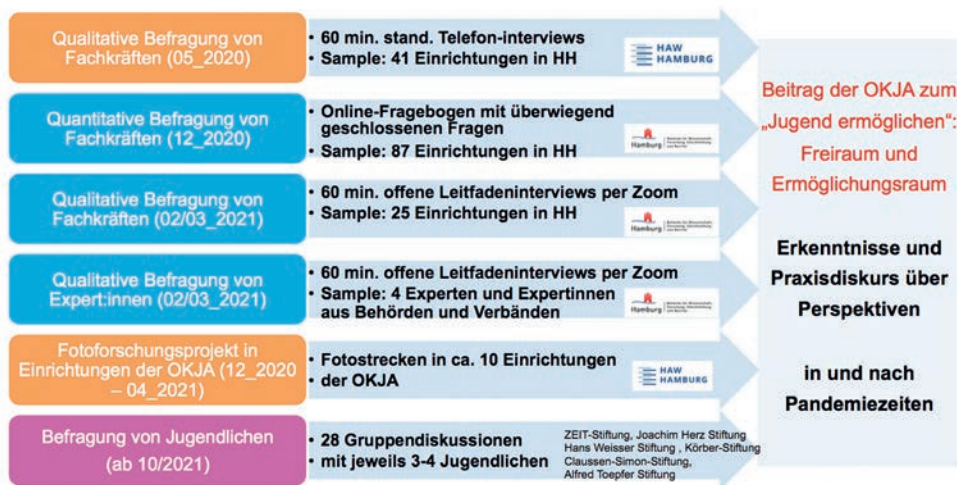 Qualitative Befragung von
Fachkräften (05_2020)
• 60 min. stand. Telefon-interviews
• Sample: 41 Einrichtungen in HH
HAW
HAMBURG
Quantitative Befragung von
Fachkräften (12_2020)
• Online-Fragebogen mit überwiegend
geschlossenen Fragen
• Sample: 87 Einrichtungen in HH
Hamburg
Qualitative Befragung von
Fachkräften (02/03_2021)
• 60 min. offene Leitfadeninterviews per Zoom
• Sample: 25 Einrichtungen in HH
Hamburg
Qualitative Befragung von
Expert:innen (02/03_2021)
• 60 min. offene Leitfadeninterviews per Zoom
• Sample: 4 Experten und Expertinnen
aus Behörden und Verbänden
Hamburg
Fotoforschungsprojekt in
Einrichtungen der OKJA (12_2020
– 04_2021)
• Fotostrecken in ca. 10 Einrichtungen
• der OKJA
HAW
HAMBURG
Befragung von Jugendlichen
(ab 10/2021)
• 28 Gruppendiskussionen
• mit jeweils 3-4 Jugendlichen
ZEIT-Stiftung, Joachim Herz Stiftung
Hans Weisser Stiftung , Körber-Stiftung
Claussen-Simon-Stiftung,
Alfred Toepfer Stiftung
Beitrag der OKJA zum
„Jugend ermöglichen“:
Freiraum und
Ermöglichungsraum
Erkenntnisse und
Praxisdiskurs über
Perspektiven
in und nach
Pandemiezeiten